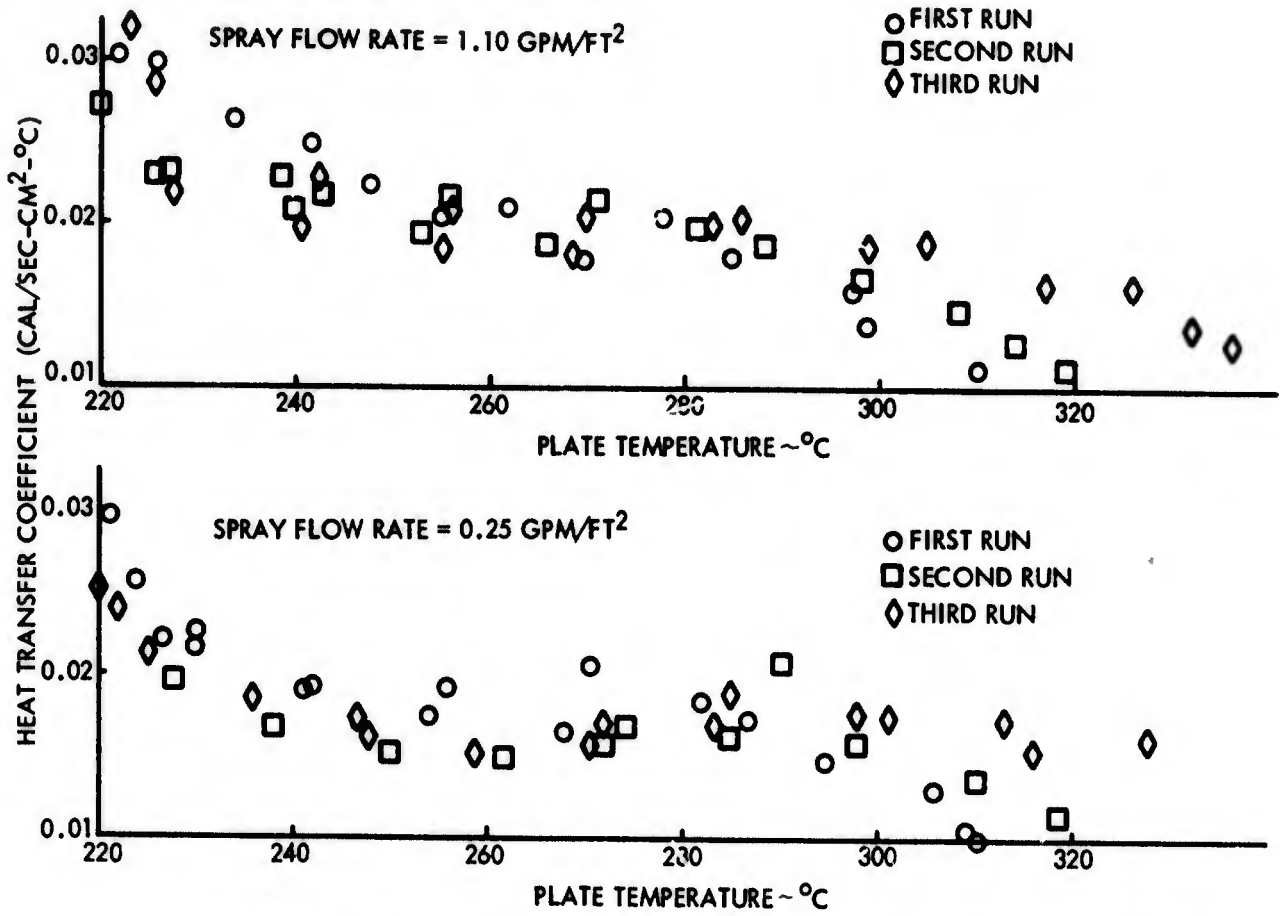 SPRAY FLOW RATE = 1.10 GPM/FT²
FIRST RUN
SECOND RUN
THIRD RUN
HEAT TRANSFER COEFFICIENT (CAL/SEC-CM²-°C)
0.03
0.02
0.01
220 240 260 280 300 320
PLATE TEMPERATURE ~ °C
SPRAY FLOW RATE = 0.25 GPM/FT²
FIRST RUN
SECOND RUN
THIRD RUN
0.03
0.02
0.01
220 240 260 280 300 320
PLATE TEMPERATURE ~ °C